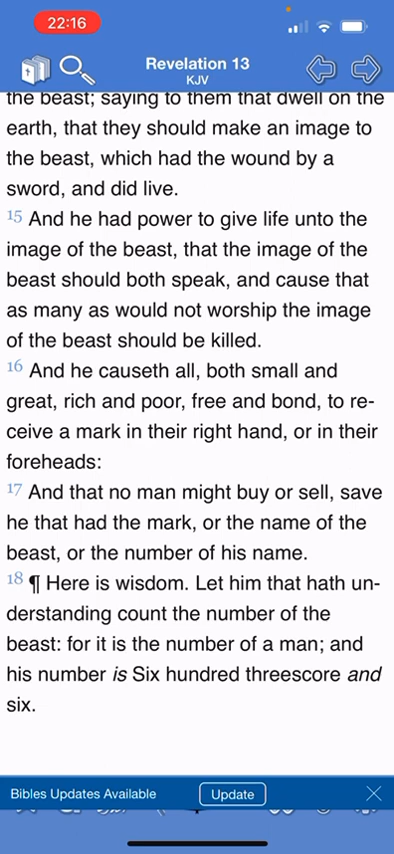 22:16
Revelation 13
KJV
the beast; saying to them that dwell on the
earth, that they should make an image to
the beast, which had the wound by a
sword, and did live.
15 And he had power to give life unto the
image of the beast, that the image of the
beast should both speak, and cause that
as many as would not worship the image
of the beast should be killed.
16 And he causeth all, both small and
great, rich and poor, free and bond, to re-
ceive a mark in their right hand, or in their
foreheads:
17 And that no man might buy or sell, save
he that had the mark, or the name of the
beast, or the number of his name.
18 ¶ Here is wisdom. Let him that hath un-
derstanding count the number of the
beast: for it is the number of a man; and
his number is Six hundred threescore and
six.
Bibles Updates Available Update